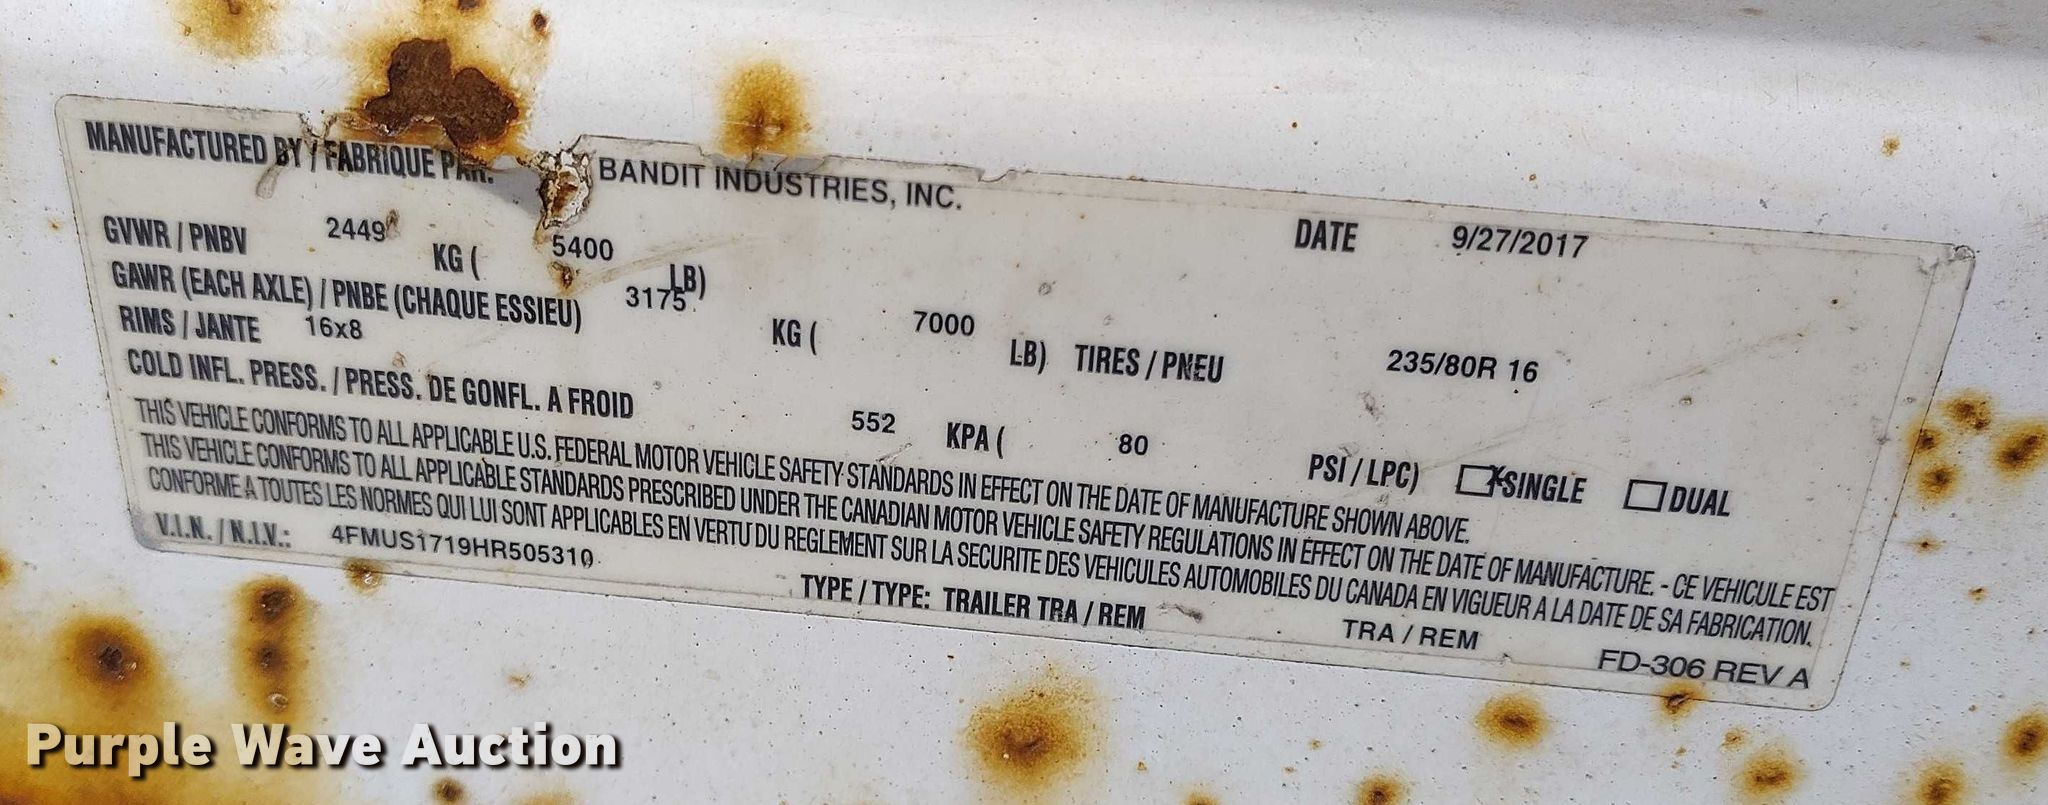 MANUFACTURED BY / FABRIQUE PAR. BANDIT INDUSTRIES, INC. DATE 9/27/2017
GVWR / PNBV 2449 KG ( 5400 LB)
GAWR (EACH AXLE) / PNBE (CHAQUE ESSIEU) 3175 KG ( 7000 LB) TIRES / PNEU 235/80R 16
RIMS / JANTE 16x8
COLD INFL. PRESS. / PRESS. DE GONFL. A FROID 552 KPA ( 80 PSI / LPC) X SINGLE DUAL
THIS VEHICLE CONFORMS TO ALL APPLICABLE U.S. FEDERAL MOTOR VEHICLE SAFETY STANDARDS IN EFFECT ON THE DATE OF MANUFACTURE SHOWN ABOVE.
THIS VEHICLE CONFORMS TO ALL APPLICABLE STANDARDS PRESCRIBED UNDER THE CANADIAN MOTOR VEHICLE SAFETY REGULATIONS IN EFFECT ON THE DATE OF MANUFACTURE. - CE VEHICULE EST
CONFORME A TOUTES LES NORMES QUI LUI SONT APPLICABLES EN VERTU DU REGLEMENT SUR LA SECURITE DES VEHICULES AUTOMOBILES DU CANADA EN VIGUEUR A LA DATE DE SA FABRICATION.
V.I.N. / N.I.V.: 4FMUS1719HR505310 TYPE / TYPE: TRAILER TRA / REM TRA / REM FD-306 REV A
Purple Wave Auction